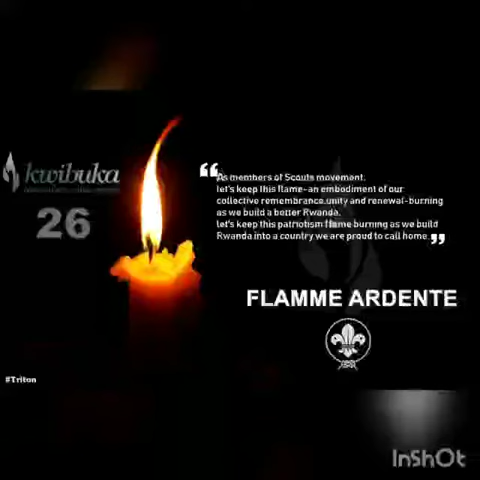 kwibuka
26
“As members of Scouts movement.
let's keep this flame-an embodiment of our
collective remembrance,unity and renewal-burning
as we build a better Rwanda.
let's keep this patriotism flame burning as we build
Rwanda into a country we are proud to call home.”
FLAMME ARDENTE
#Triton
InShOt